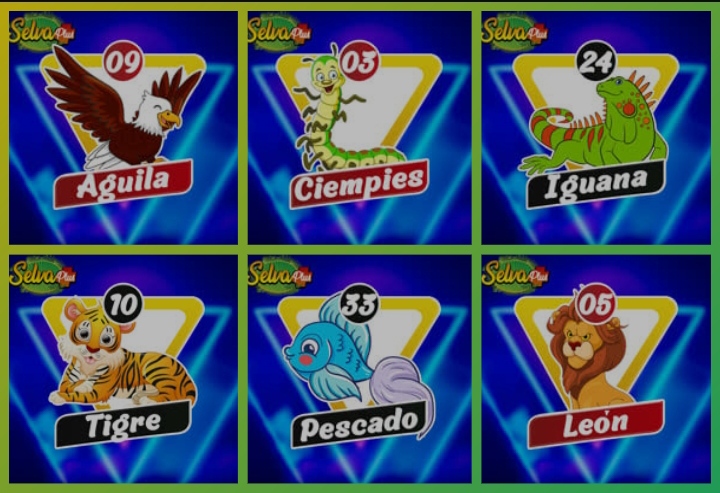 Selva Plus
09
Aguila
Selva Plus
03
Ciempies
Selva Plus
24
Iguana
Selva Plus
10
Tigre
Selva Plus
33
Pescado
Selva Plus
05
León